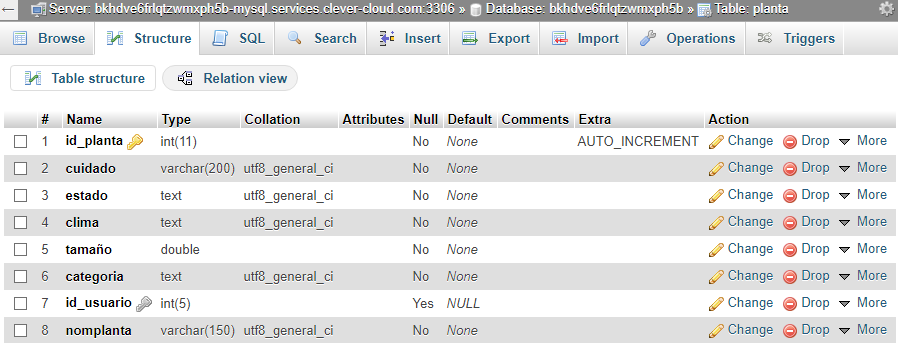 Server: bkhdve6frlqtzwmxph5b-mysql.services.clever-cloud.com:3306 » Database: bkhdve6frlqtzwmxph5b » Table: planta
Browse Structure SQL Search Insert Export Import Operations Triggers
Table structure Relation view
# Name Type Collation Attributes Null Default Comments Extra Action
1 id_planta int(11) No None AUTO_INCREMENT Change Drop More
2 cuidado varchar(200) utf8_general_ci No None Change Drop More
3 estado text utf8_general_ci No None Change Drop More
4 clima text utf8_general_ci No None Change Drop More
5 tamaño double No None Change Drop More
6 categoria text utf8_general_ci No None Change Drop More
7 id_usuario int(5) Yes NULL Change Drop More
8 nomplanta varchar(150) utf8_general_ci No None Change Drop More